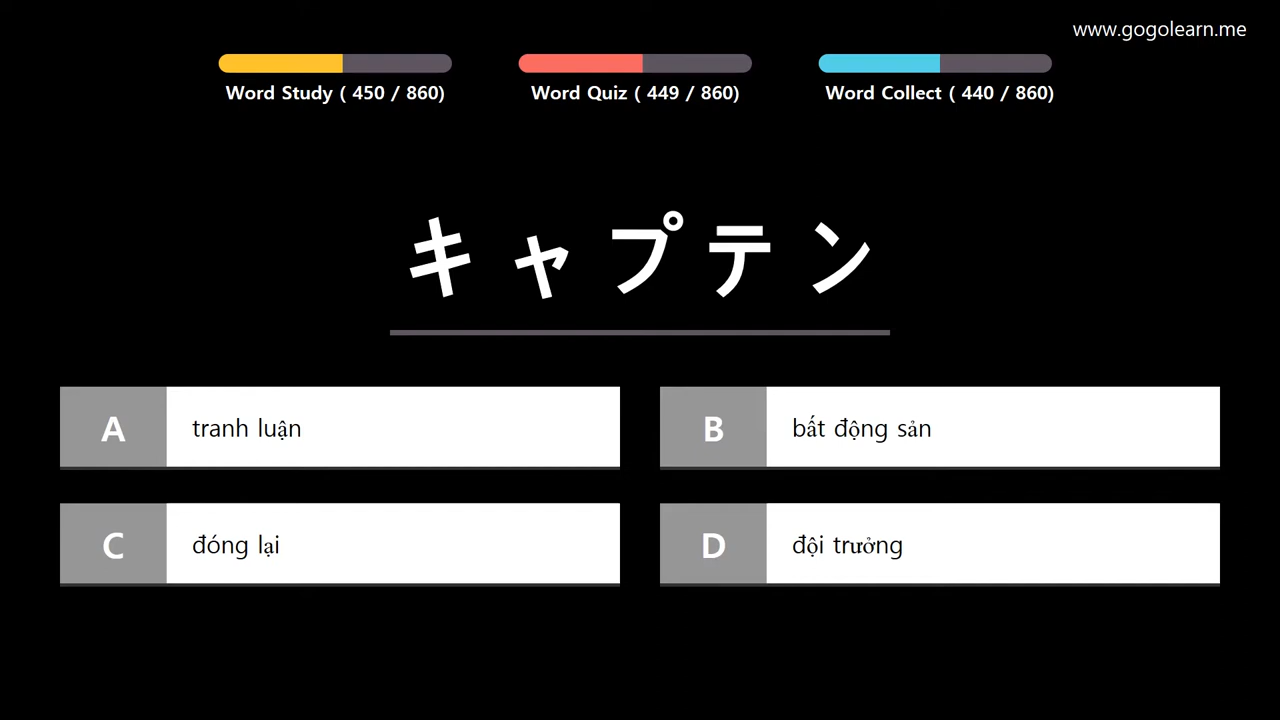 www.gogolearn.me
Word Study ( 450 / 860)
Word Quiz ( 449 / 860)
Word Collect ( 440 / 860)
キャプテン
A tranh luận
B bất động sản
C đóng lại
D đội trưởng